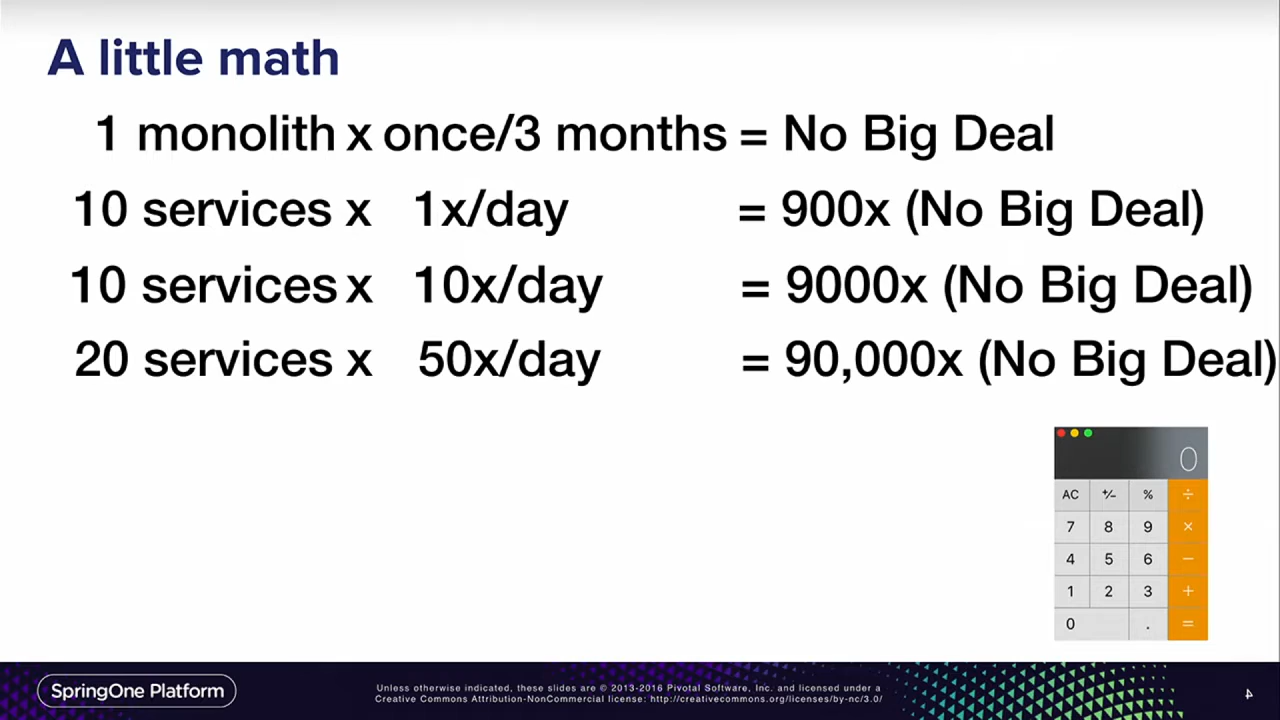 A little math
1 monolith x once/3 months = No Big Deal
10 services x 1x/day = 900x (No Big Deal)
10 services x 10x/day = 9000x (No Big Deal)
20 services x 50x/day = 90,000x (No Big Deal)
0
AC +/- % ÷
7 8 9 ×
4 5 6 −
1 2 3 +
0 . =
SpringOne Platform
Unless otherwise indicated, these slides are © 2013-2016 Pivotal Software, Inc. and licensed under a
Creative Commons Attribution-NonCommercial license: http://creativecommons.org/licenses/by-nc/3.0/
4